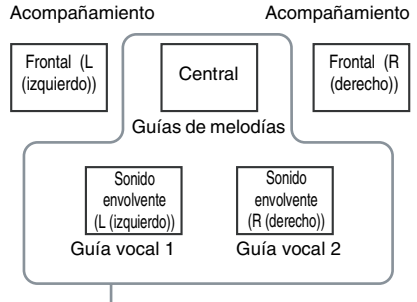 Acompañamiento
Acompañamiento
Frontal (L
(izquierdo))
Central
Frontal (R
(derecho))
Guías de melodías
Sonido
envolvente
(L (izquierdo))
Sonido
envolvente
(R (derecho))
Guía vocal 1
Guía vocal 2